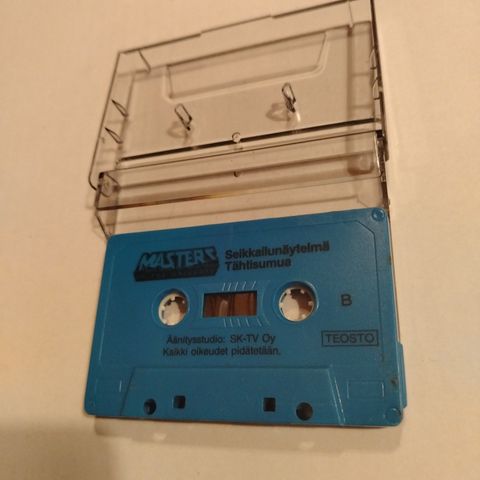 MASTERS
Seikkailunäytelmä
Tähtisumua
B
Äänitysstudio: SK-TV Oy
Kaikki oikeudet pidätetään.
TEOSTO